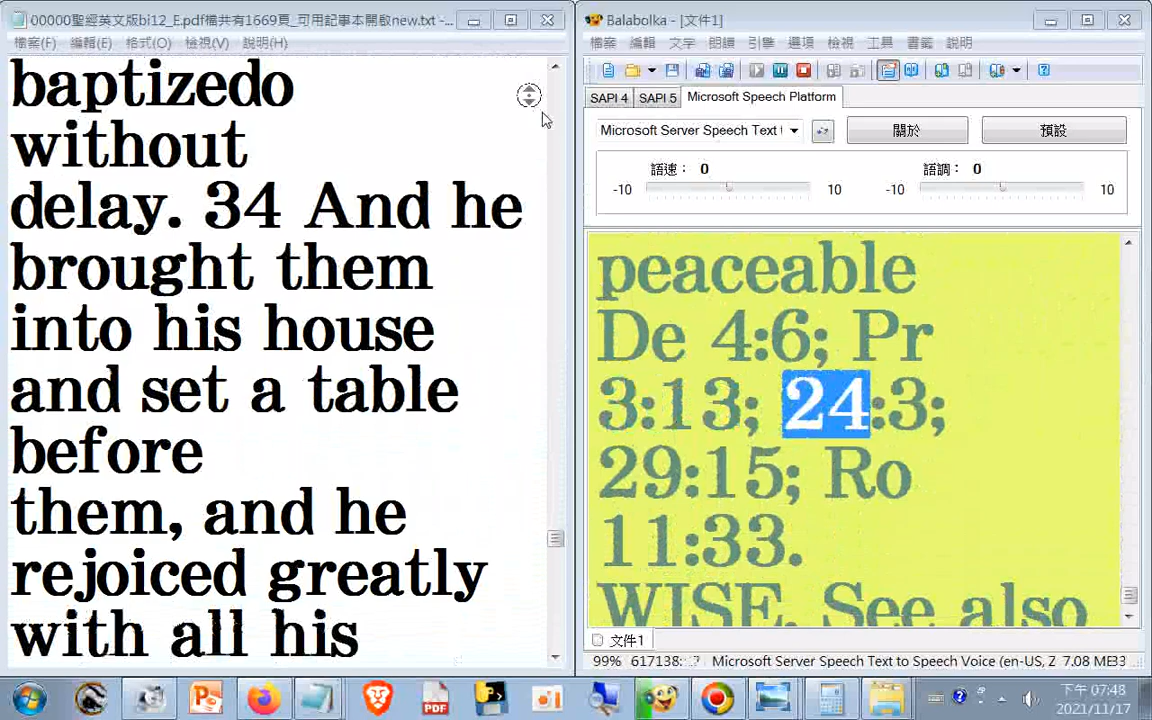 00000聖經英文版bi12_E.pdf檔共有1669頁_可用記事本開啟new.txt -...
檔案(F) 編輯(E) 格式(O) 檢視(V) 說明(H)
baptizedo
without
delay. 34 And he
brought them
into his house
and set a table
before
them, and he
rejoiced greatly
with all his
Balabolka - [文件1]
檔案 編輯 文字 朗讀 引擎 選項 檢視 工具 書籤 說明
SAPI 4 SAPI 5 Microsoft Speech Platform
Microsoft Server Speech Text t 關於 預設
語速： 0 語調： 0
-10 10 -10 10
peaceable
De 4:6; Pr
3:13; 24:3;
29:15; Ro
11:33.
WISE. See also
文件1
99% 617138: ? Microsoft Server Speech Text to Speech Voice (en-US, Z 7.08 ME33
PDF
下午 07:48
2021/11/17